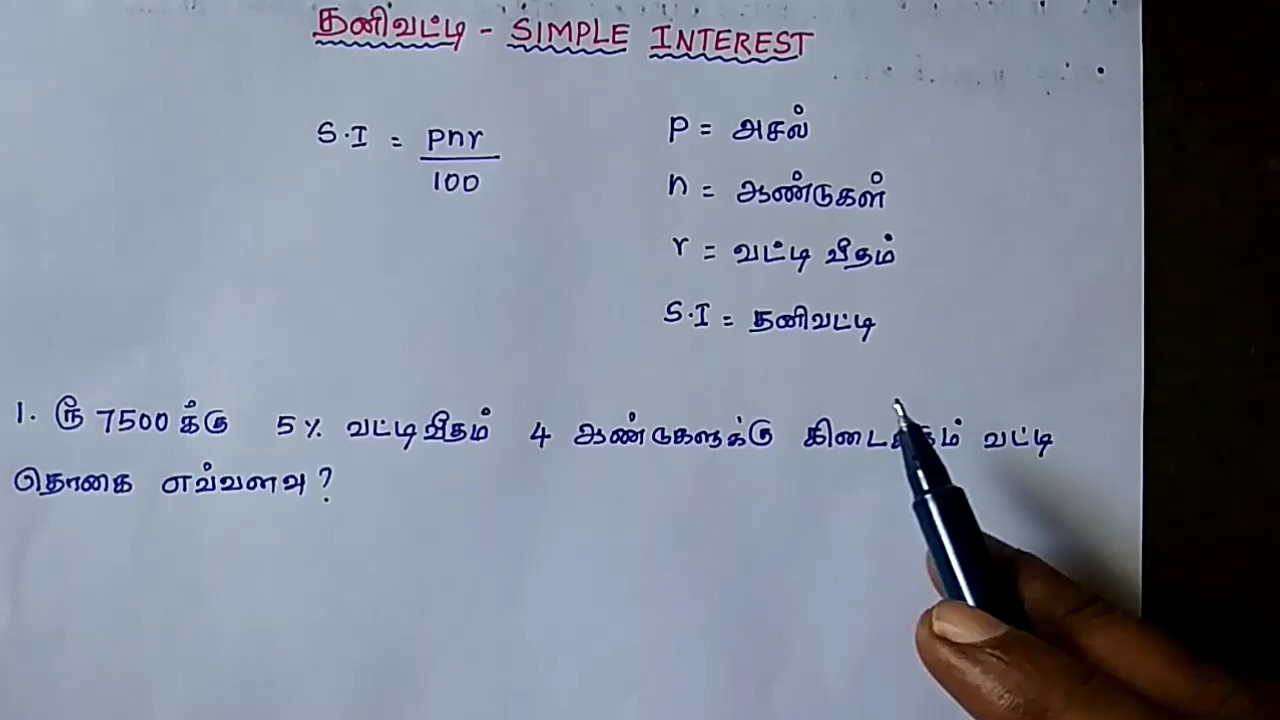 தனிவட்டி - SIMPLE INTEREST
S.I = pnr
100
p = அசல்
n = ஆண்டுகள்
r = வட்டி வீதம்
S.I = தனிவட்டி
1. ரூ 7500 க்கு 5% வட்டிவீதம் 4 ஆண்டுகளுக்கு கிடைக்கும் வட்டி
தொகை எவ்வளவு?